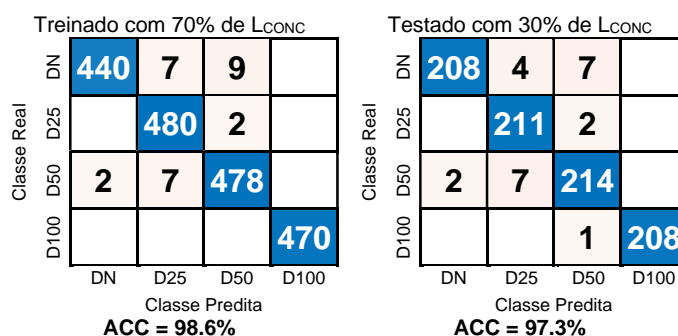 Treinado com 70% de LCONC
DN 440 7 9
D25 480 2
D50 2 7 478
D100 470
Classe Real
DN D25 D50 D100
Classe Predita
ACC = 98.6%
Testado com 30% de LCONC
DN 208 4 7
D25 211 2
D50 2 7 214
D100 1 208
Classe Real
DN D25 D50 D100
Classe Predita
ACC = 97.3%